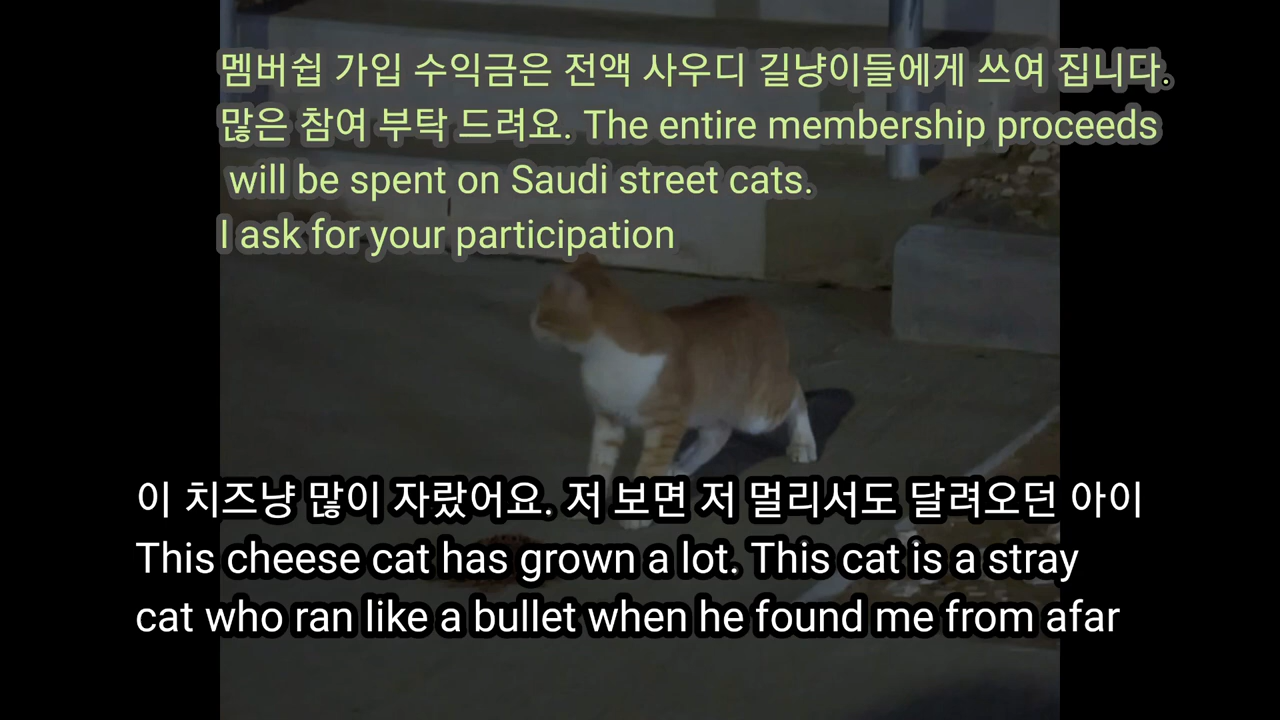 멤버쉽 가입 수익금은 전액 사우디 길냥이들에게 쓰여 집니다.
많은 참여 부탁 드려요. The entire membership proceeds
will be spent on Saudi street cats.
I ask for your participation
이 치즈냥 많이 자랐어요. 저 보면 저 멀리서도 달려오던 아이
This cheese cat has grown a lot. This cat is a stray
cat who ran like a bullet when he found me from afar